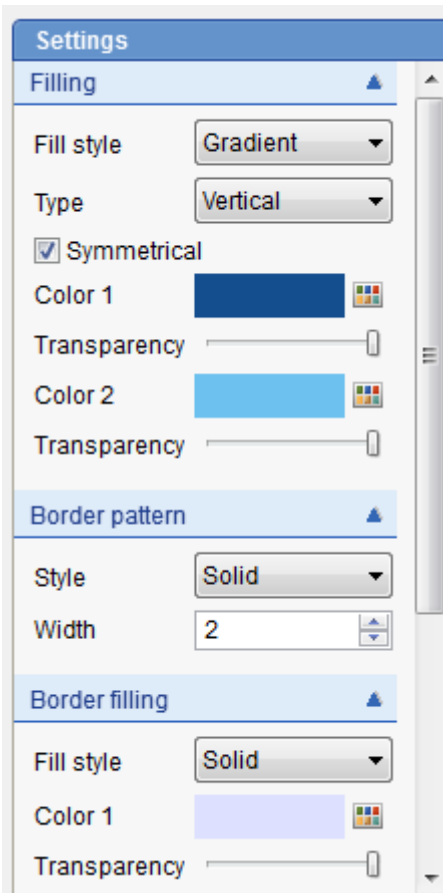 Settings
Filling
Fill style Gradient
Type Vertical
Symmetrical
Color 1
Transparency
Color 2
Transparency
Border pattern
Style Solid
Width 2
Border filling
Fill style Solid
Color 1
Transparency